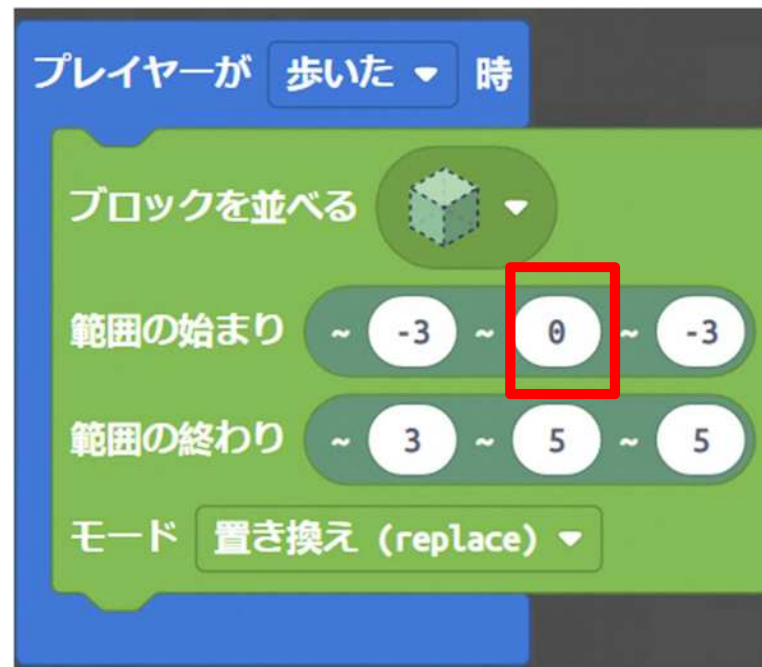 プレイヤーが 歩いた 時
ブロックを並べる
範囲の始まり ~ -3 ~ 0 ~ -3
範囲の終わり ~ 3 ~ 5 ~ 5
モード 置き換え (replace)